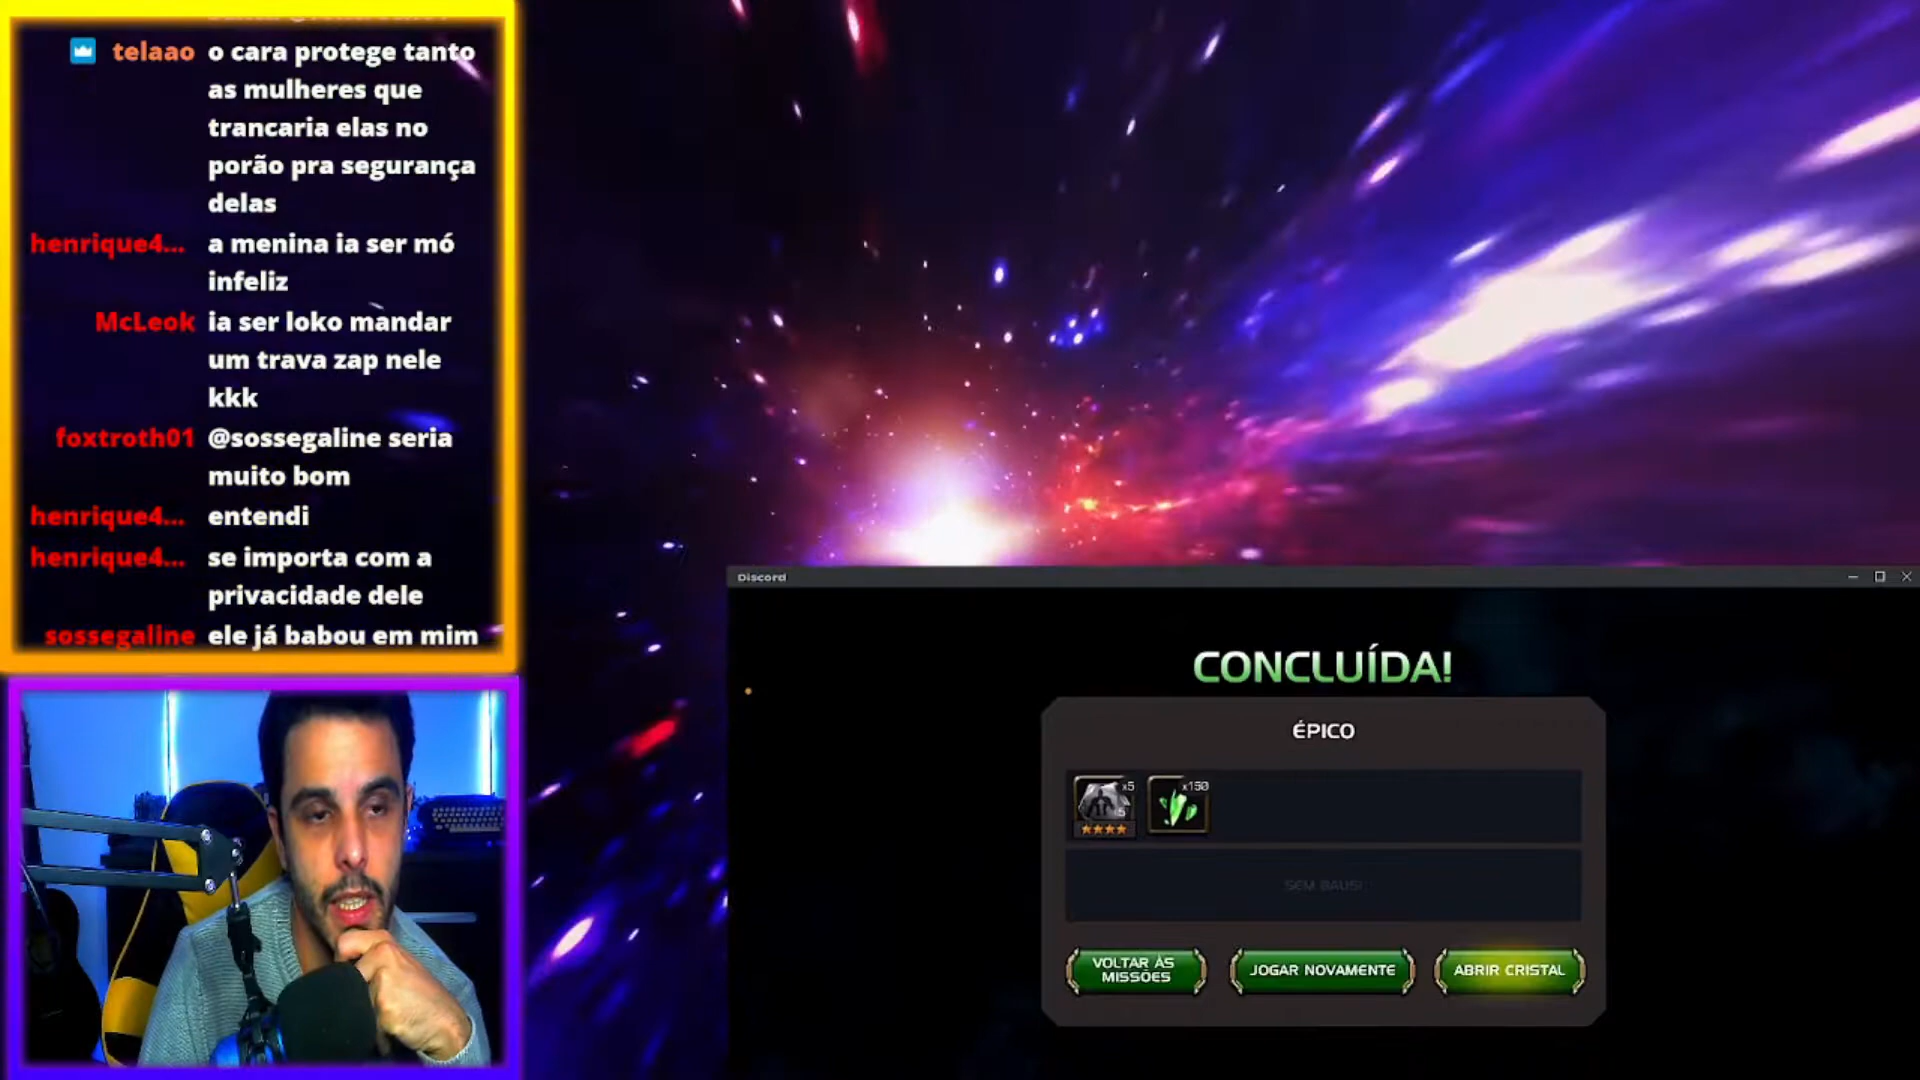 telaao o cara protege tanto
as mulheres que
trancaria elas no
porão pra segurança
delas
henrique4... a menina ia ser mó
infeliz
McLeok ia ser loko mandar
um trava zap nele
kkk
foxtroth01 @sossegaline seria
muito bom
henrique4... entendi
henrique4... se importa com a
privacidade dele
sossegaline ele já babou em mim
Discord
CONCLUÍDA!
ÉPICO
x5
x150
SEM BAUS!
VOLTAR ÀS
MISSÕES
JOGAR NOVAMENTE
ABRIR CRISTAL